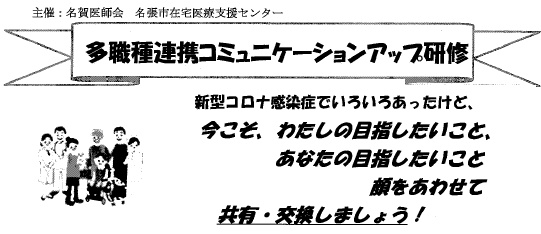 主催：名賀医師会　名張市在宅医療支援センター
多職種連携コミュニケーションアップ研修
新型コロナ感染症でいろいろあったけど、
今こそ、わたしの目指したいこと、
あなたの目指したいこと
顔をあわせて
共有・交換しましょう！